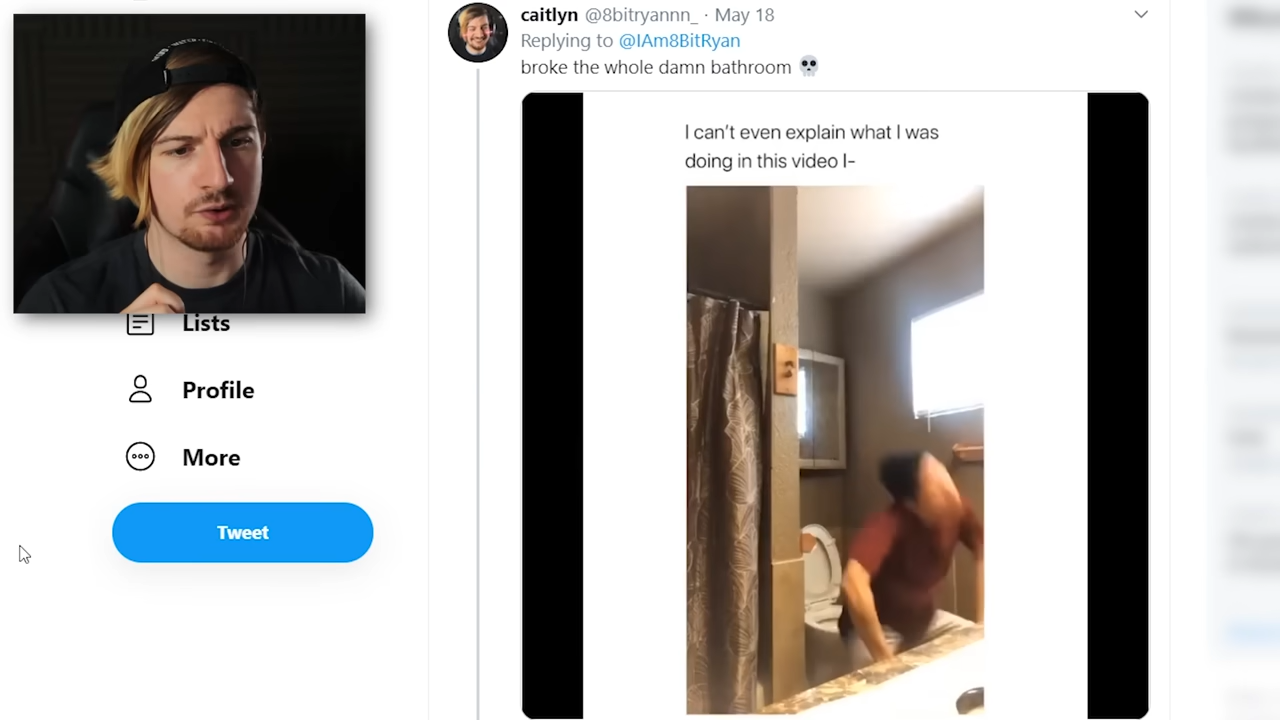 caitlyn @8bitryannn_ · May 18
Replying to @IAm8BitRyan
broke the whole damn bathroom 💀
I can't even explain what I was
doing in this video I-
Lists
Profile
More
Tweet